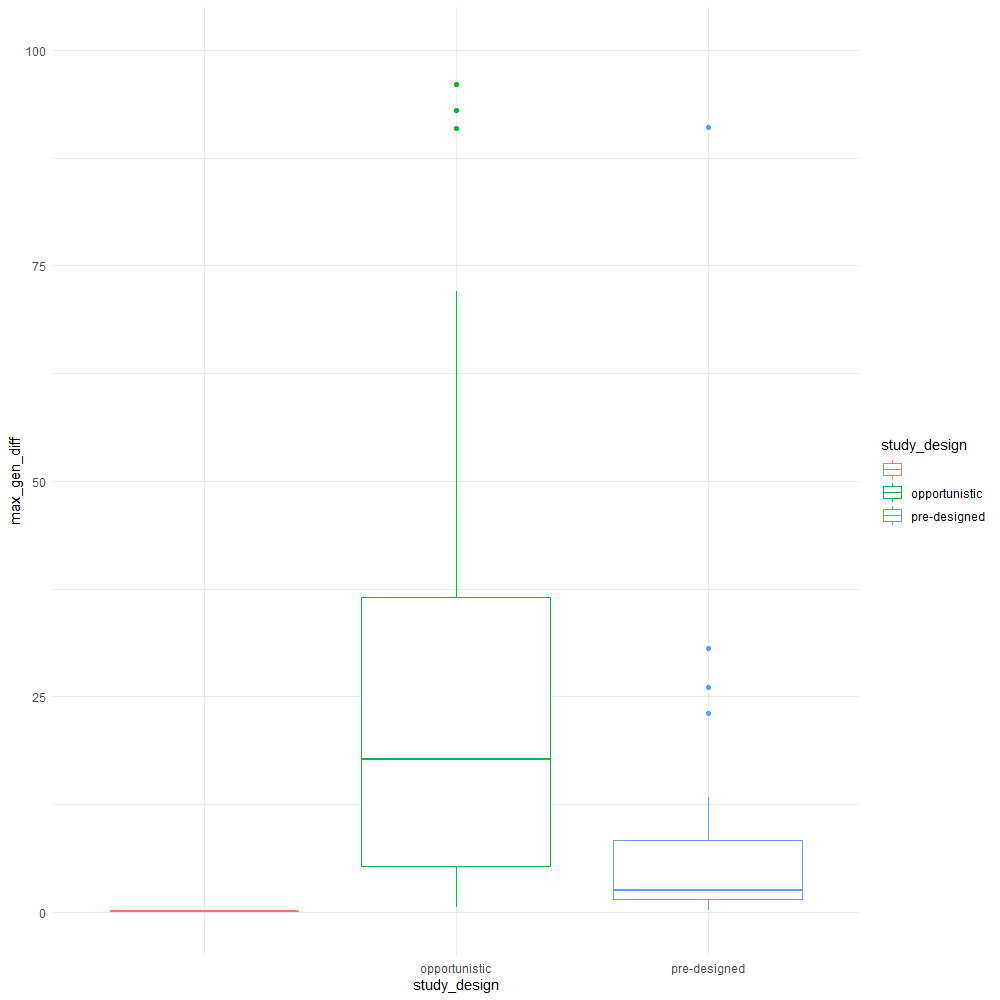 100
75
50
25
0
max_gen_diff
opportunistic
pre-designed
study_design
study_design
opportunistic
pre-designed